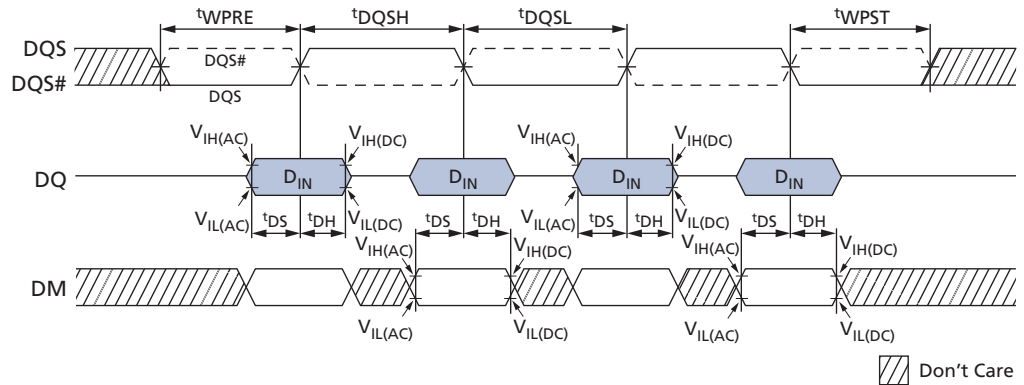 tWPRE tDQSH tDQSL tWPST
DQS
DQS#
DQS#
DQS
VIH(AC) VIH(DC) VIH(AC) VIH(DC)
DQ
DIN DIN DIN DIN
VIL(AC) tDS tDH VIL(DC) VIL(AC) tDS tDH VIL(DC)
VIH(AC) tDS tDH VIH(DC) VIH(AC) tDS tDH VIH(DC)
DM
VIL(AC) VIL(DC) VIL(AC) VIL(DC)
Don't Care